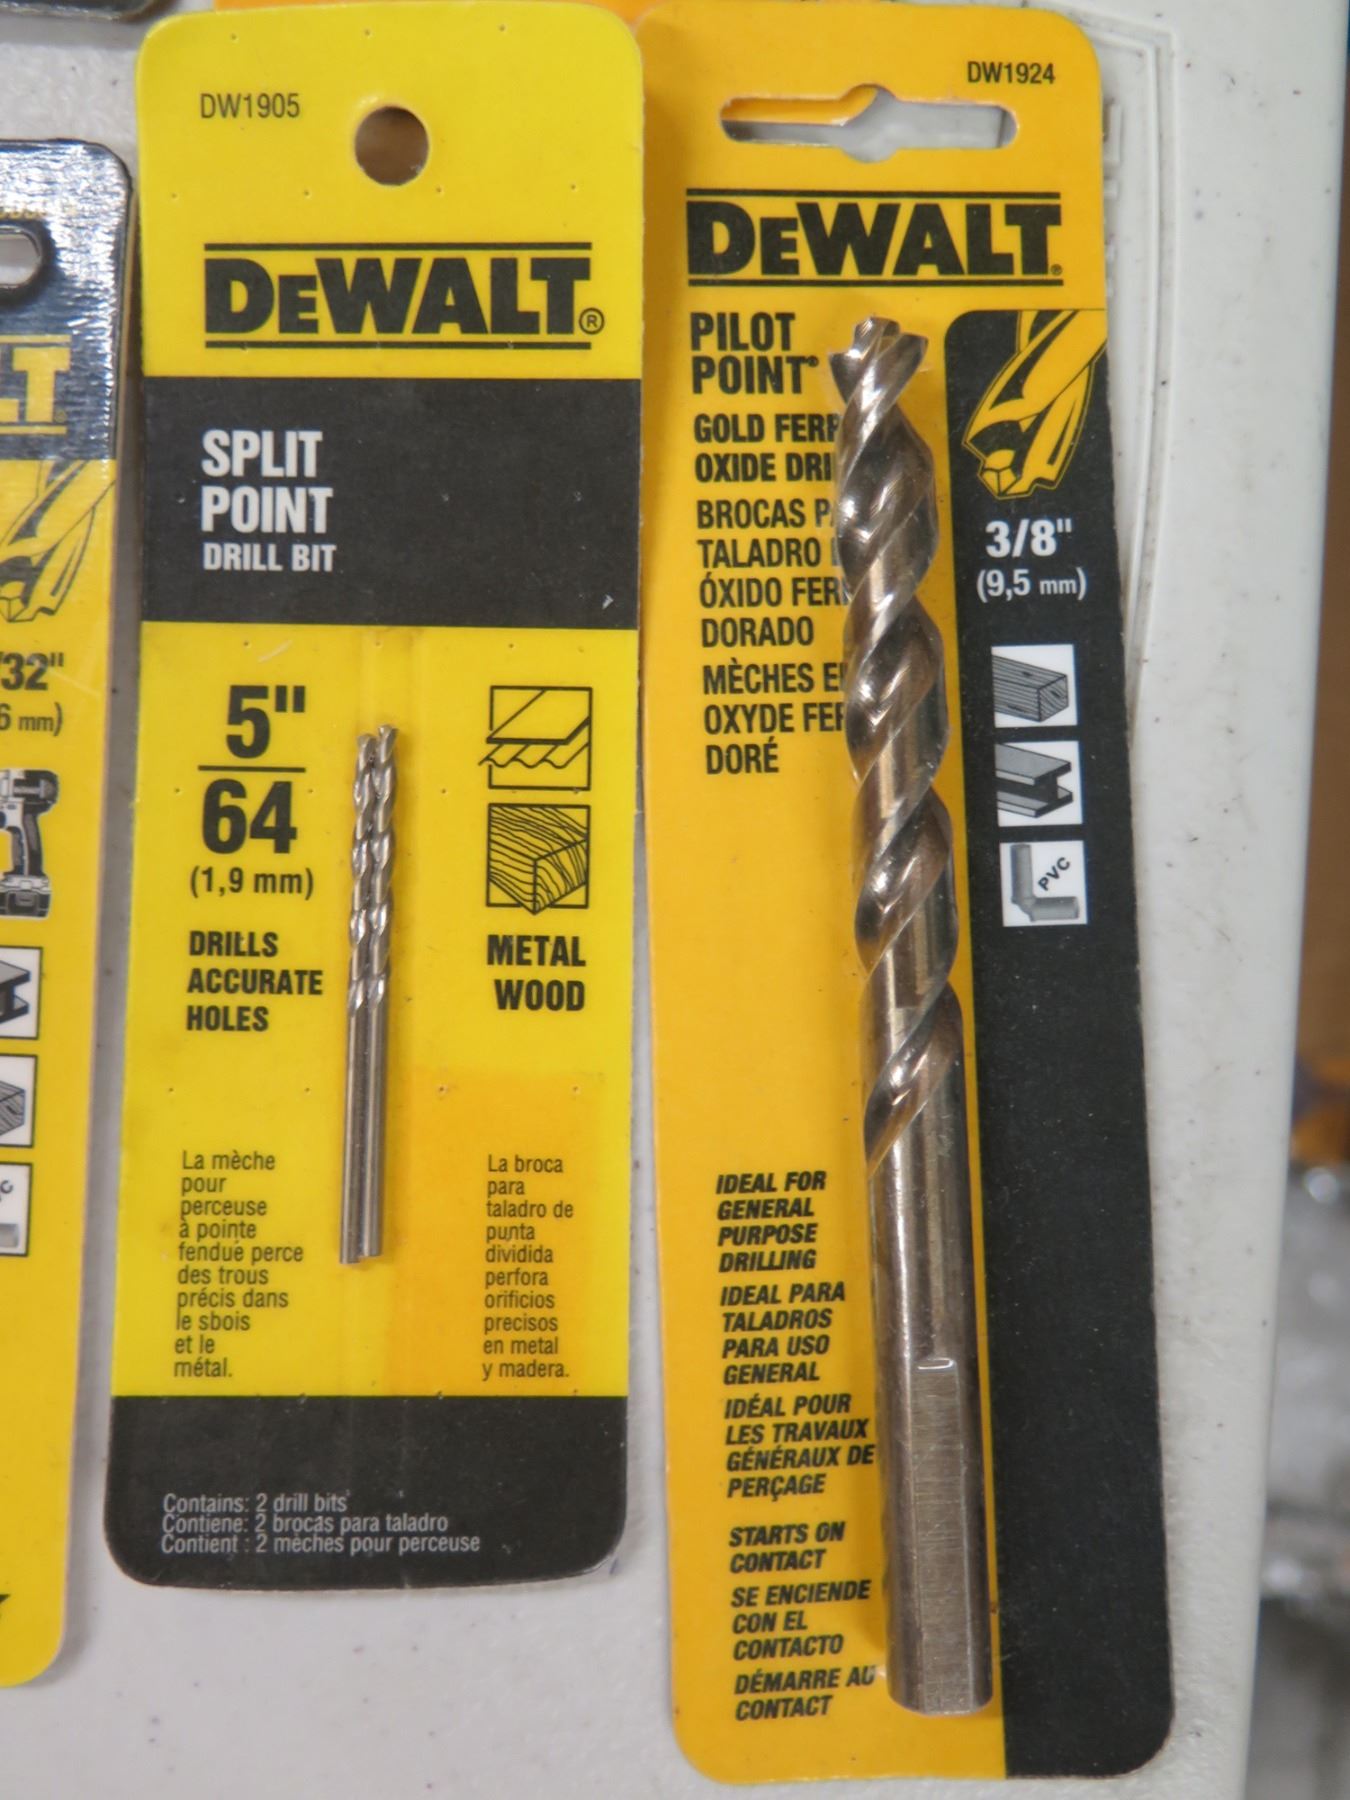 DW1905
DEWALT®
SPLIT
POINT
DRILL BIT
5"
64
(1,9 mm)
DRILLS
ACCURATE
HOLES
METAL
WOOD
La mèche
pour
perceuse
à pointe
fendué perce
des trous
précis dans
le sbois
et le
métal.
La broca
para
taladro de
punta
dividida
perfora
orificios
precisos
en metal
y madera.
Contains: 2 drill bits
Contiene: 2 brocas para taladro
Contient : 2 mèches pour perceuse
DW1924
DEWALT®
PILOT
POINT®
GOLD
OXIDE
BROCAS
TALADRO
ÓXIDO
DORADO
MÈCHES
OXYDE
DORÉ
3/8"
(9,5 mm)
PVC
IDEAL FOR
GENERAL
PURPOSE
DRILLING
IDEAL PARA
TALADROS
PARA USO
GENERAL
IDÉAL POUR
LES TRAVAUX
GÉNÉRAUX DE
PERÇAGE
STARTS ON
CONTACT
SE ENCIENDE
CON EL
CONTACTO
DÉMARRE AU
CONTACT
LT
/32"
6 mm)